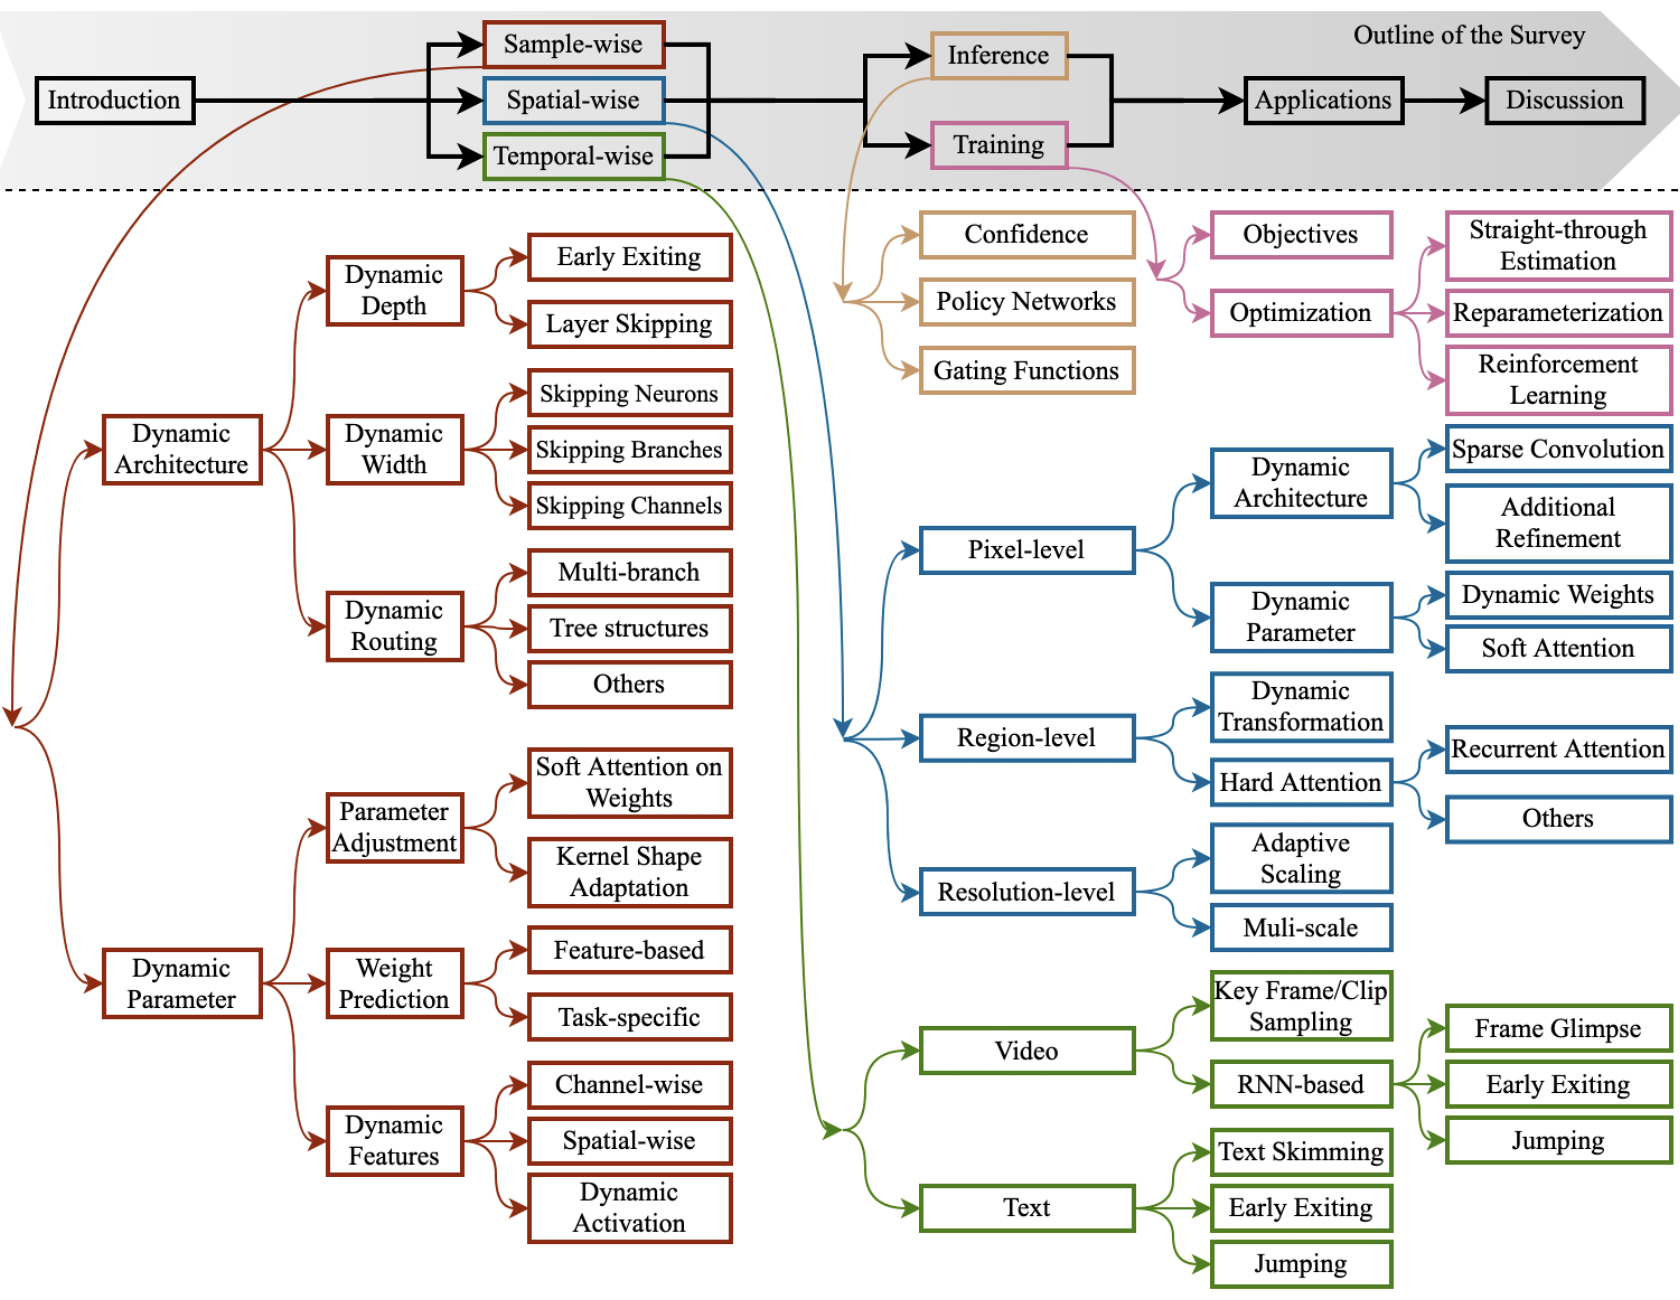 Outline of the Survey
Introduction
Sample-wise
Spatial-wise
Temporal-wise
Inference
Training
Applications
Discussion
Dynamic
Architecture
Dynamic
Depth
Early Exiting
Layer Skipping
Dynamic
Width
Skipping Neurons
Skipping Branches
Skipping Channels
Dynamic
Routing
Multi-branch
Tree structures
Others
Dynamic
Parameter
Parameter
Adjustment
Soft Attention on
Weights
Kernel Shape
Adaptation
Weight
Prediction
Feature-based
Task-specific
Dynamic
Features
Channel-wise
Spatial-wise
Dynamic
Activation
Confidence
Policy Networks
Gating Functions
Objectives
Optimization
Straight-through
Estimation
Reparameterization
Reinforcement
Learning
Pixel-level
Dynamic
Architecture
Sparse Convolution
Additional
Refinement
Dynamic
Parameter
Dynamic Weights
Soft Attention
Region-level
Dynamic
Transformation
Hard Attention
Recurrent Attention
Others
Resolution-level
Adaptive
Scaling
Muli-scale
Video
Key Frame/Clip
Sampling
RNN-based
Frame Glimpse
Early Exiting
Jumping
Text
Text Skimming
Early Exiting
Jumping